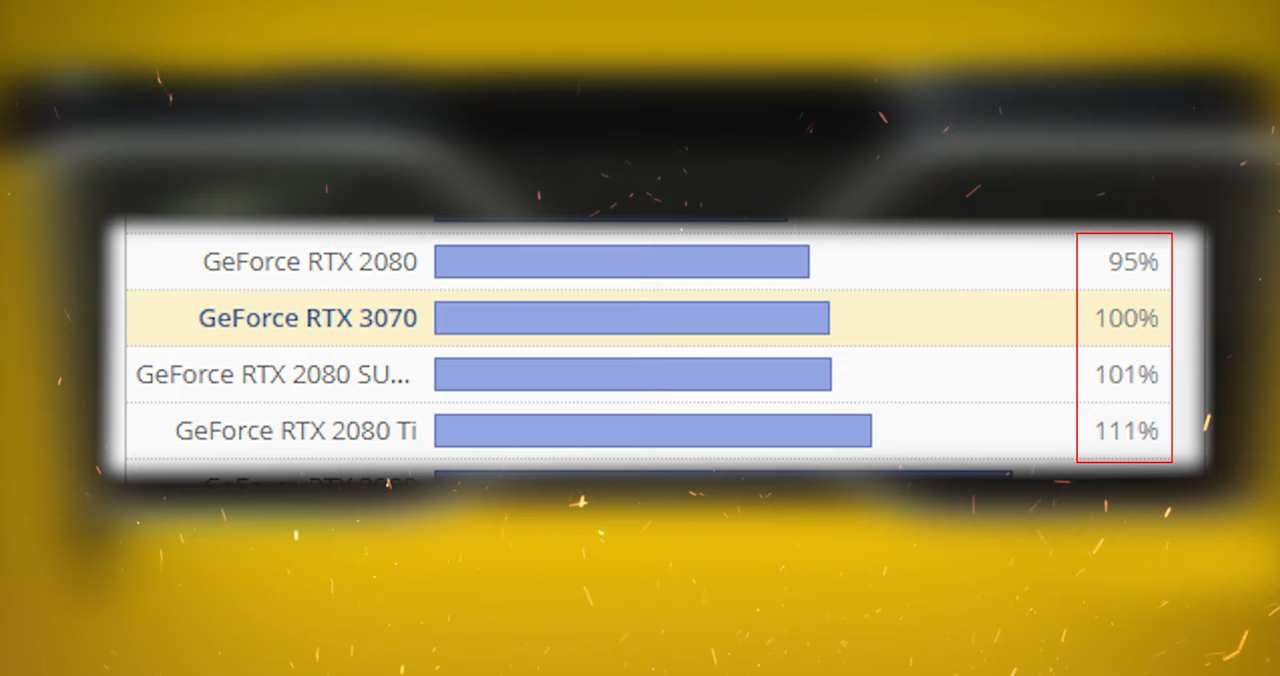 GeForce RTX 2080 95%
GeForce RTX 3070 100%
GeForce RTX 2080 SU... 101%
GeForce RTX 2080 Ti 111%